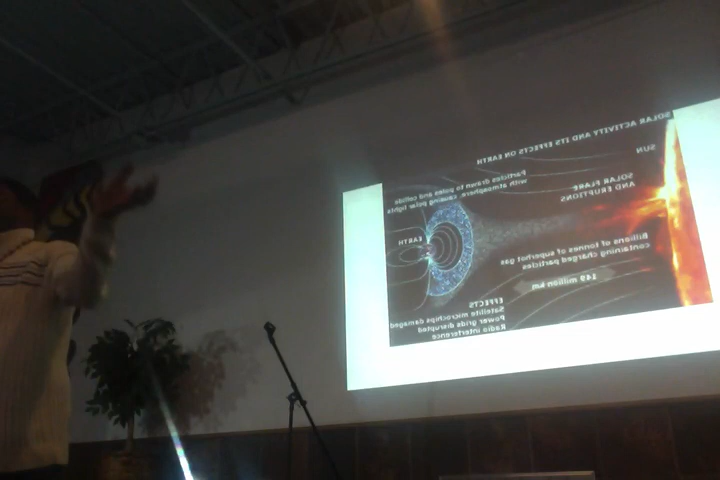 SOLAR ACTIVITY AND ITS EFFECTS ON EARTH
SUN
SOLAR FLARE
AND ERUPTIONS
Particles drawn to poles and collide
with atmosphere, causing polar lights
EARTH
Billions of tonnes of superhot gas
containing charged particles
149 million km
EFFECTS
Satellite microchips damaged
Power grids disrupted
Radio interference